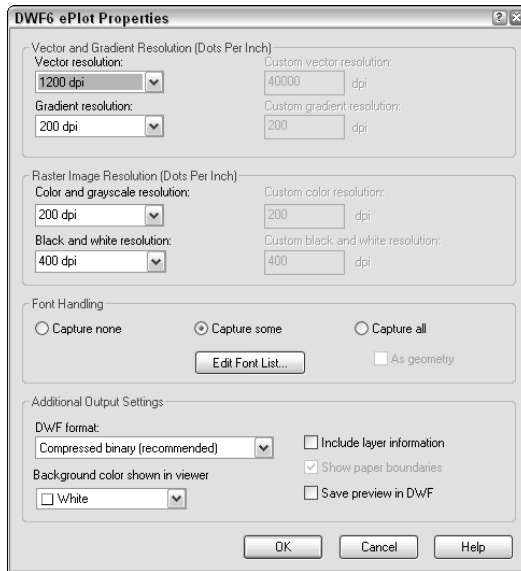 DWF6 ePlot Properties
Vector and Gradient Resolution (Dots Per Inch)
Vector resolution:
Custom vector resolution:
1200 dpi
40000
dpi
Gradient resolution:
Custom gradient resolution:
200 dpi
200
dpi
Raster Image Resolution (Dots Per Inch)
Color and grayscale resolution:
Custom color resolution:
200 dpi
200
dpi
Black and white resolution:
Custom black and white resolution:
400 dpi
400
dpi
Font Handling
Capture none
Capture some
Capture all
Edit Font List...
As geometry
Additional Output Settings
DWF format:
Compressed binary (recommended)
Include layer information
Background color shown in viewer
Show paper boundaries
White
Save preview in DWF
OK
Cancel
Help